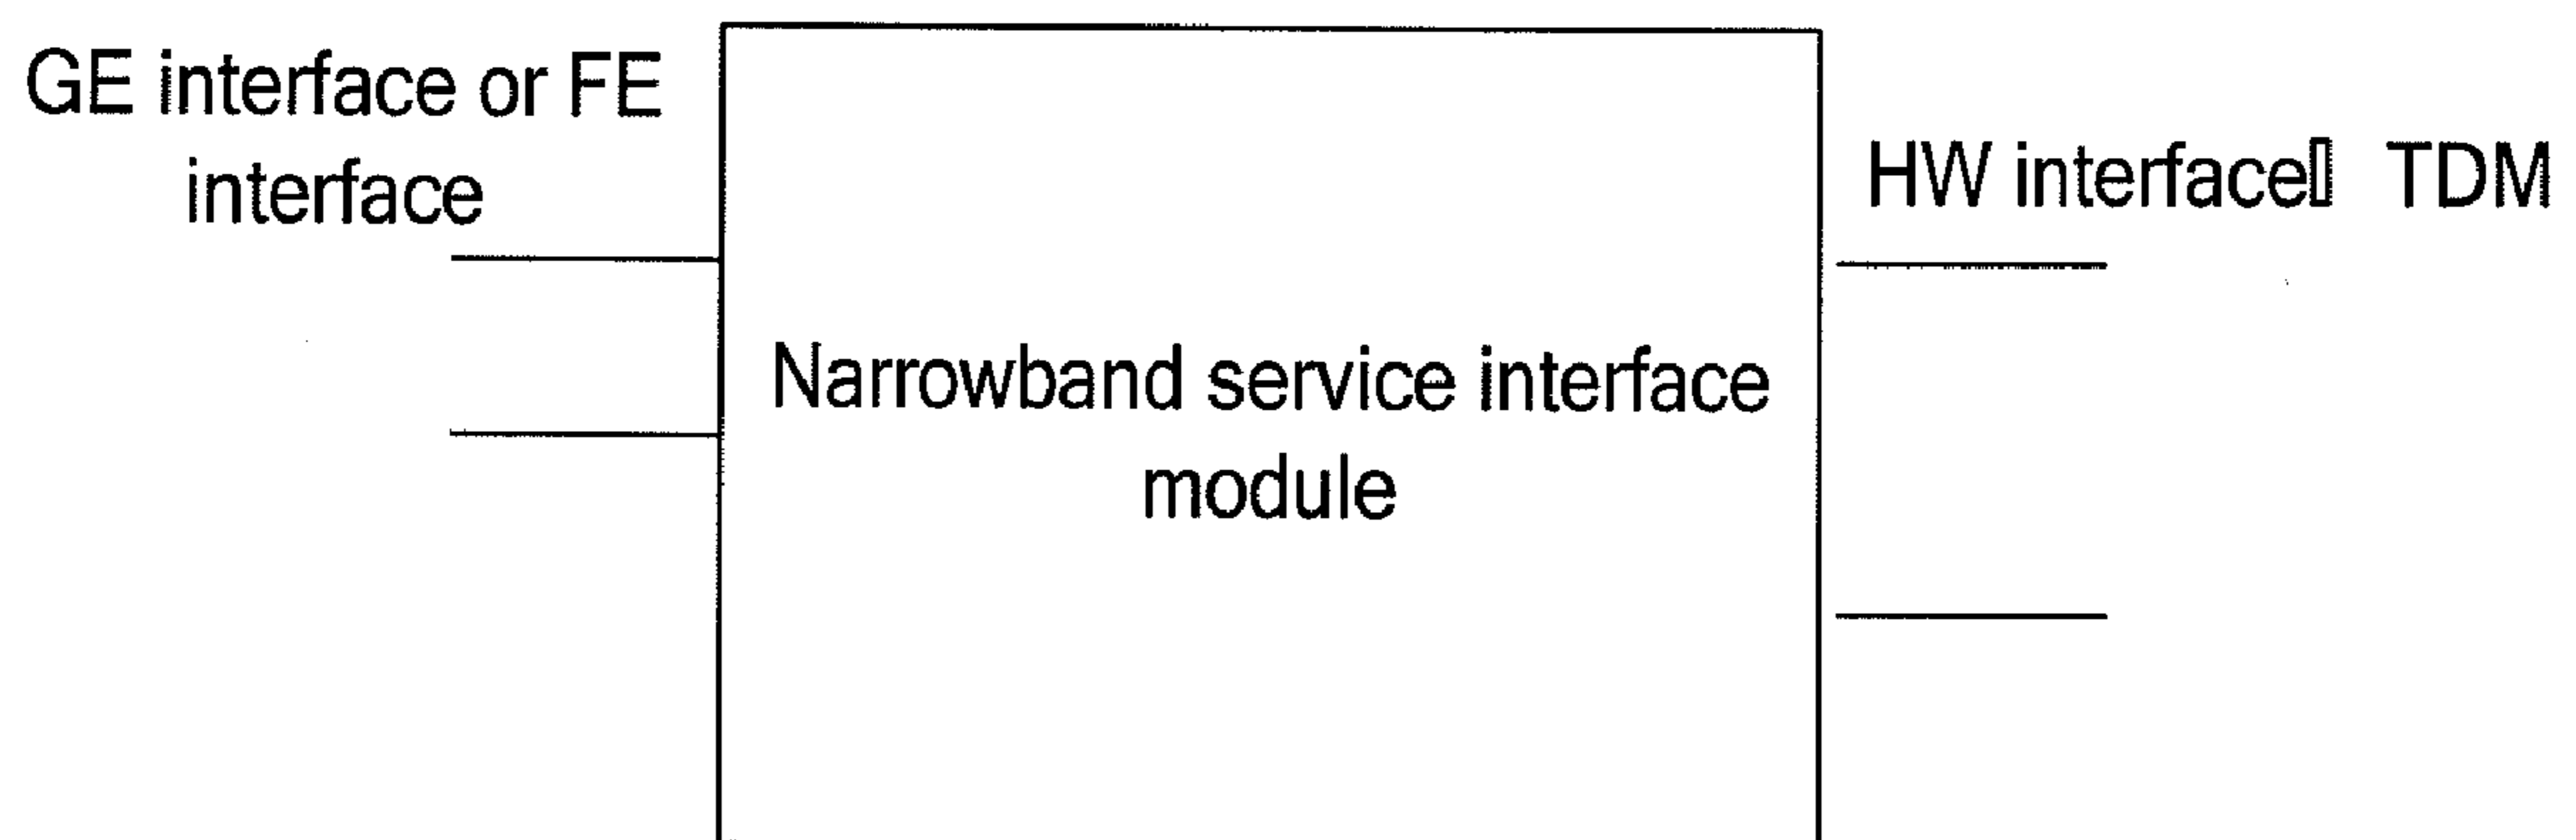 GE interface or FE
interface
HW interface▯ TDM
Narrowband service interface
module